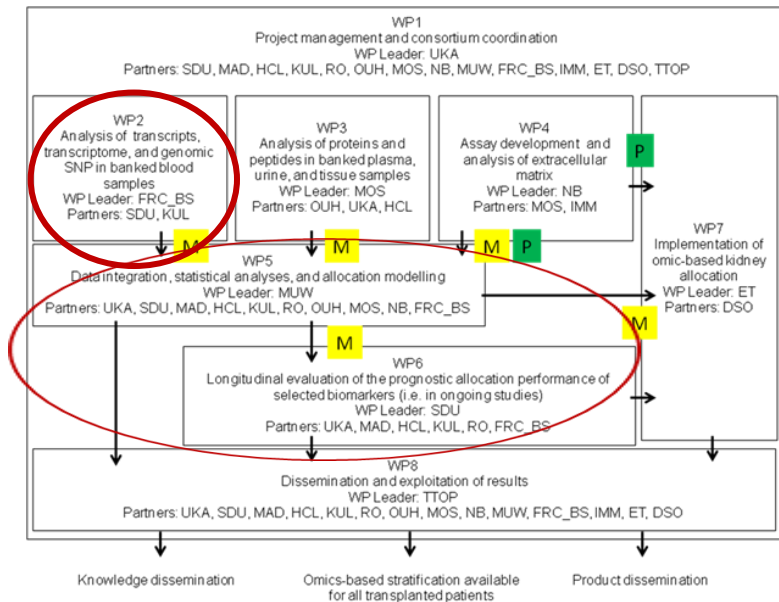 WP1
Project management and consortium coordination
WP Leader: UKA
Partners: SDU, MAD, HCL, KUL, RO, OUH, MOS, NB, MUW, FRC_BS, IMM, ET, DSO, TTOP
WP2
Analysis of transcripts,
transcriptome, and genomic
SNP in banked blood
samples
WP Leader: FRC_BS
Partners: SDU, KUL
WP3
Analysis of proteins and
peptides in banked plasma,
urine, and tissue samples
WP Leader: MOS
Partners: OUH, UKA, HCL
WP4
Assay development and
analysis of extracellular
matrix
WP Leader: NB
Partners: MOS, IMM
P
M
M
M
P
WP7
Implementation of
omic-based kidney
allocation
WP Leader: ET
Partners: DSO
WP5
Data integration, statistical analyses, and allocation modelling
WP Leader: MUW
Partners: UKA, SDU, MAD, HCL, KUL, RO, OUH, MOS, NB, FRC_BS
M
M
WP6
Longitudinal evaluation of the prognostic allocation performance of
selected biomarkers (i.e. in ongoing studies)
WP Leader: SDU
Partners: UKA, MAD, HCL, KUL, RO, FRC_BS
WP8
Dissemination and exploitation of results
WP Leader: TTOP
Partners: UKA, SDU, MAD, HCL, KUL, RO, OUH, MOS, NB, MUW, FRC_BS, IMM, ET, DSO
Knowledge dissemination
Omics-based stratification available
for all transplanted patients
Product dissemination